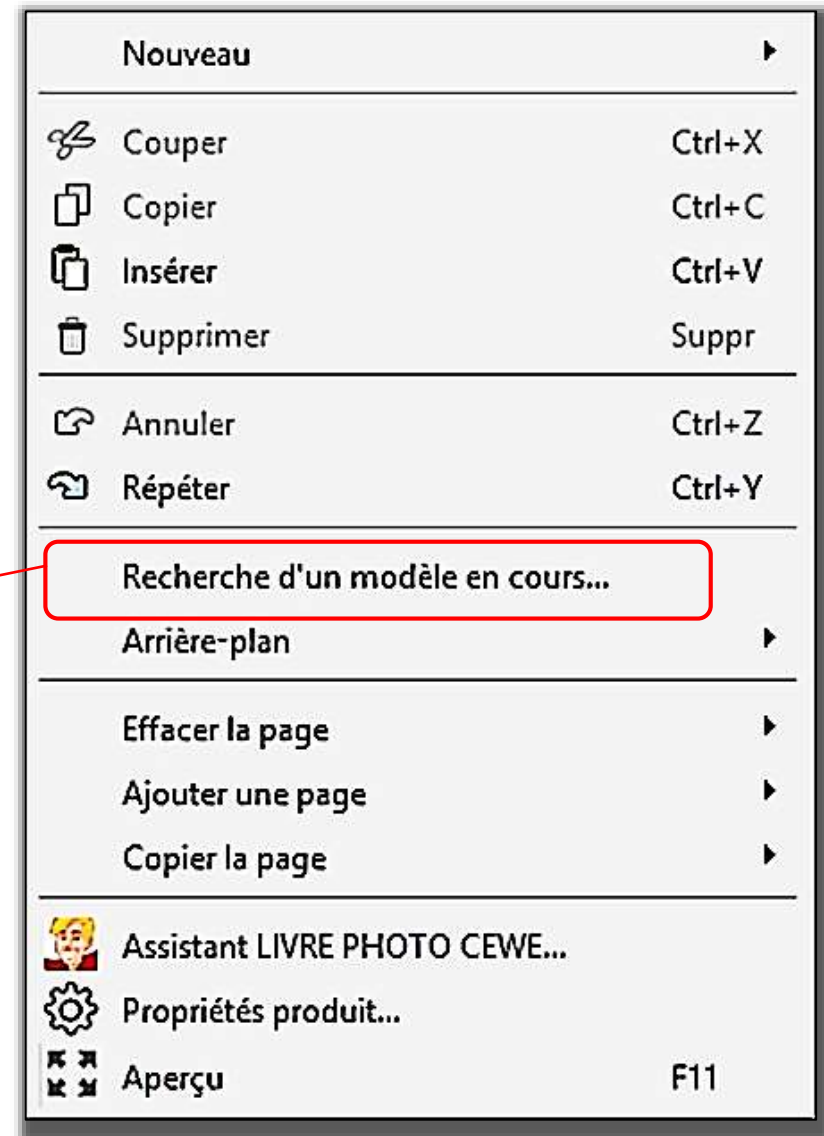 Nouveau
Couper Ctrl+X
Copier Ctrl+C
Insérer Ctrl+V
Supprimer Suppr
Annuler Ctrl+Z
Répéter Ctrl+Y
Recherche d'un modèle en cours...
Arrière-plan
Effacer la page
Ajouter une page
Copier la page
Assistant LIVRE PHOTO CEWE...
Propriétés produit...
Aperçu F11